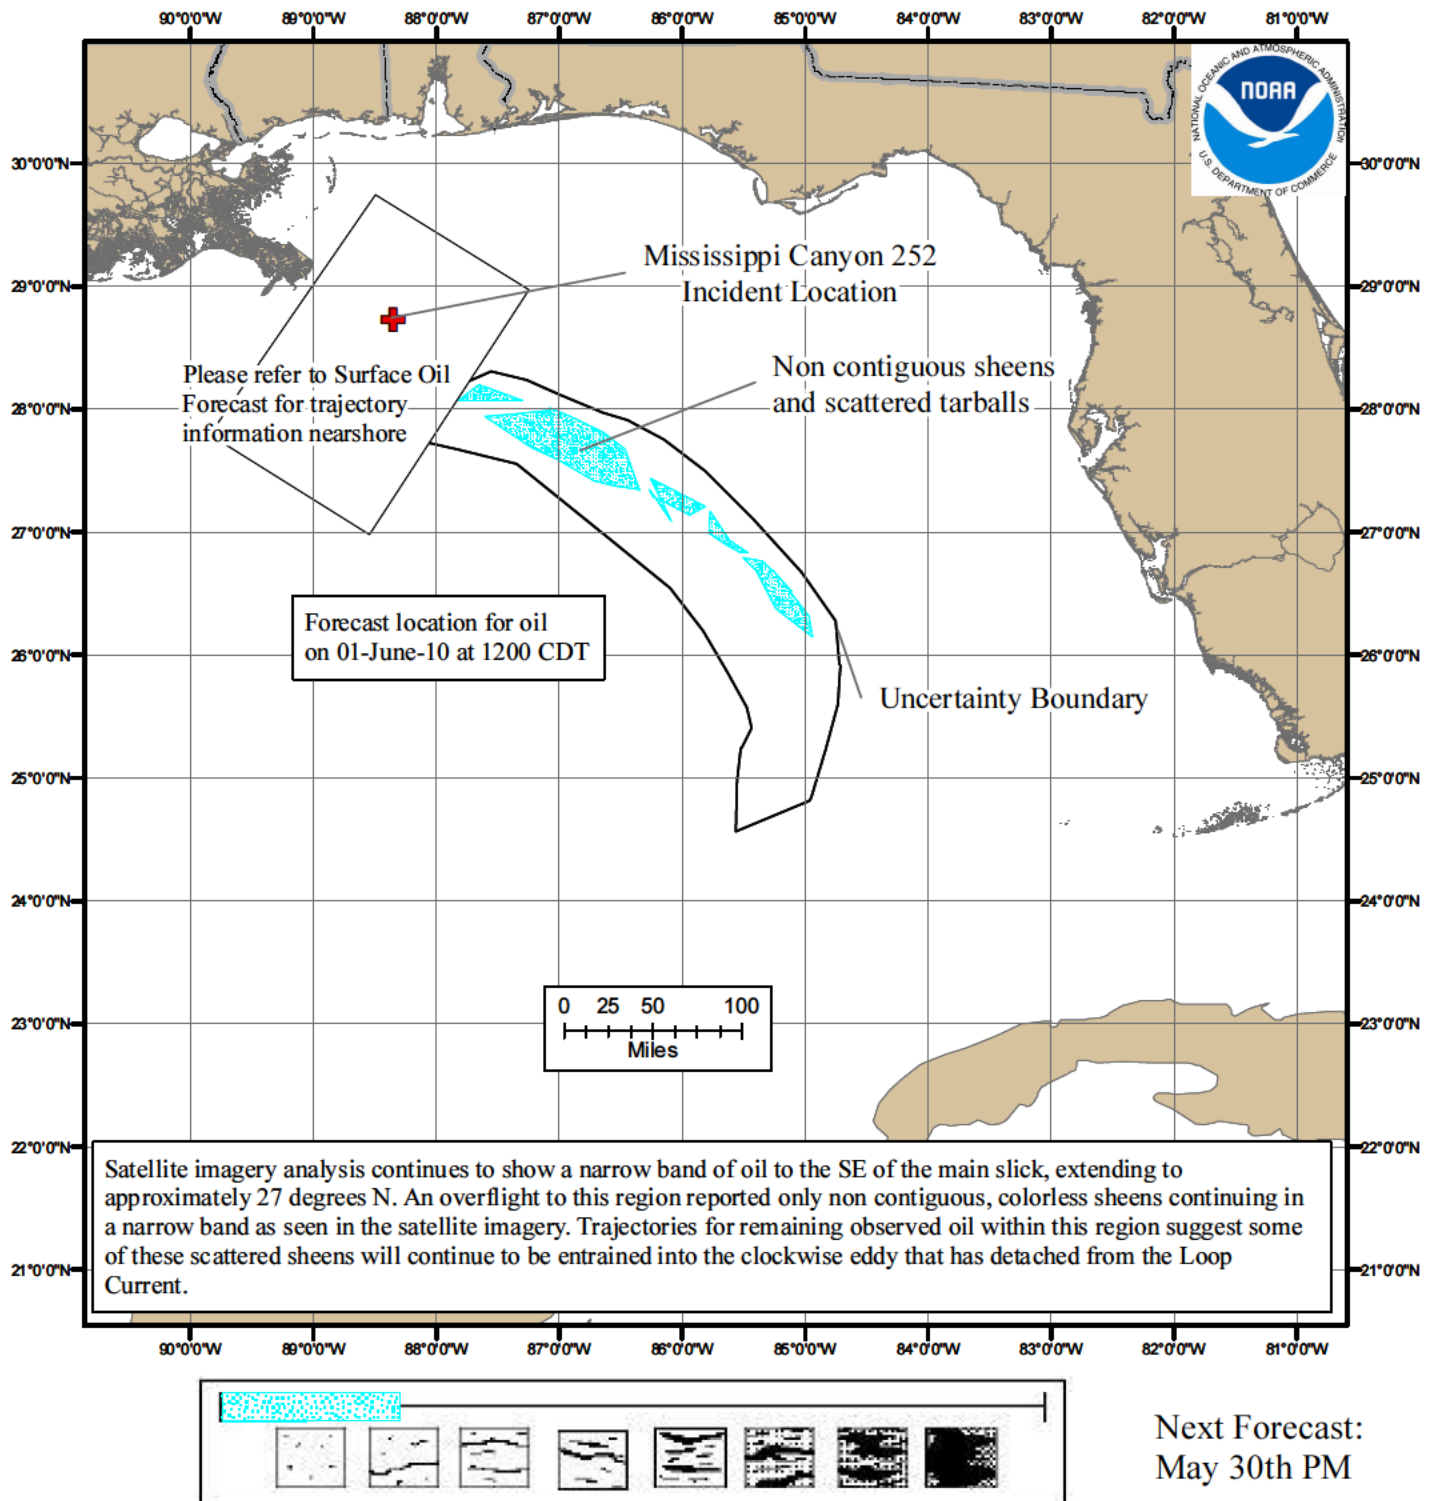 90°0'0"W 89°0'0"W 88°0'0"W 87°0'0"W 86°0'0"W 85°0'0"W 84°0'0"W 83°0'0"W 82°0'0"W 81°0'0"W
NATIONAL OCEANIC AND ATMOSPHERIC ADMINISTRATION
NOAA
U.S. DEPARTMENT OF COMMERCE
30°0'0"N 30°0'0"N
Mississippi Canyon 252
Incident Location
29°0'0"N 29°0'0"N
Non contiguous sheens
and scattered tarballs
Please refer to Surface Oil
Forecast for trajectory
information nearshore
28°0'0"N 28°0'0"N
27°0'0"N 27°0'0"N
Forecast location for oil
on 01-June-10 at 1200 CDT
26°0'0"N 26°0'0"N
Uncertainty Boundary
25°0'0"N 25°0'0"N
24°0'0"N 24°0'0"N
0 25 50 100
Miles
23°0'0"N 23°0'0"N
22°0'0"N 22°0'0"N
Satellite imagery analysis continues to show a narrow band of oil to the SE of the main slick, extending to
approximately 27 degrees N. An overflight to this region reported only non contiguous, colorless sheens continuing in
a narrow band as seen in the satellite imagery. Trajectories for remaining observed oil within this region suggest some
of these scattered sheens will continue to be entrained into the clockwise eddy that has detached from the Loop
Current.
21°0'0"N 21°0'0"N
90°0'0"W 89°0'0"W 88°0'0"W 87°0'0"W 86°0'0"W 85°0'0"W 84°0'0"W 83°0'0"W 82°0'0"W 81°0'0"W
Next Forecast:
May 30th PM